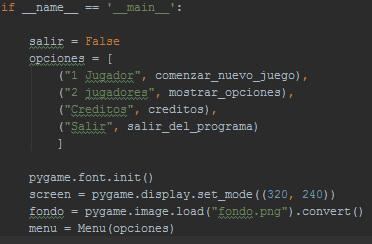 if __name__ == '__main__':
salir = False
opciones = [
("1 Jugador", comenzar_nuevo_juego),
("2 jugadores", mostrar_opciones),
("Creditos", creditos),
("Salir", salir_del_programa)
]
pygame.font.init()
screen = pygame.display.set_mode((320, 240))
fondo = pygame.image.load("fondo.png").convert()
menu = Menu(opciones)